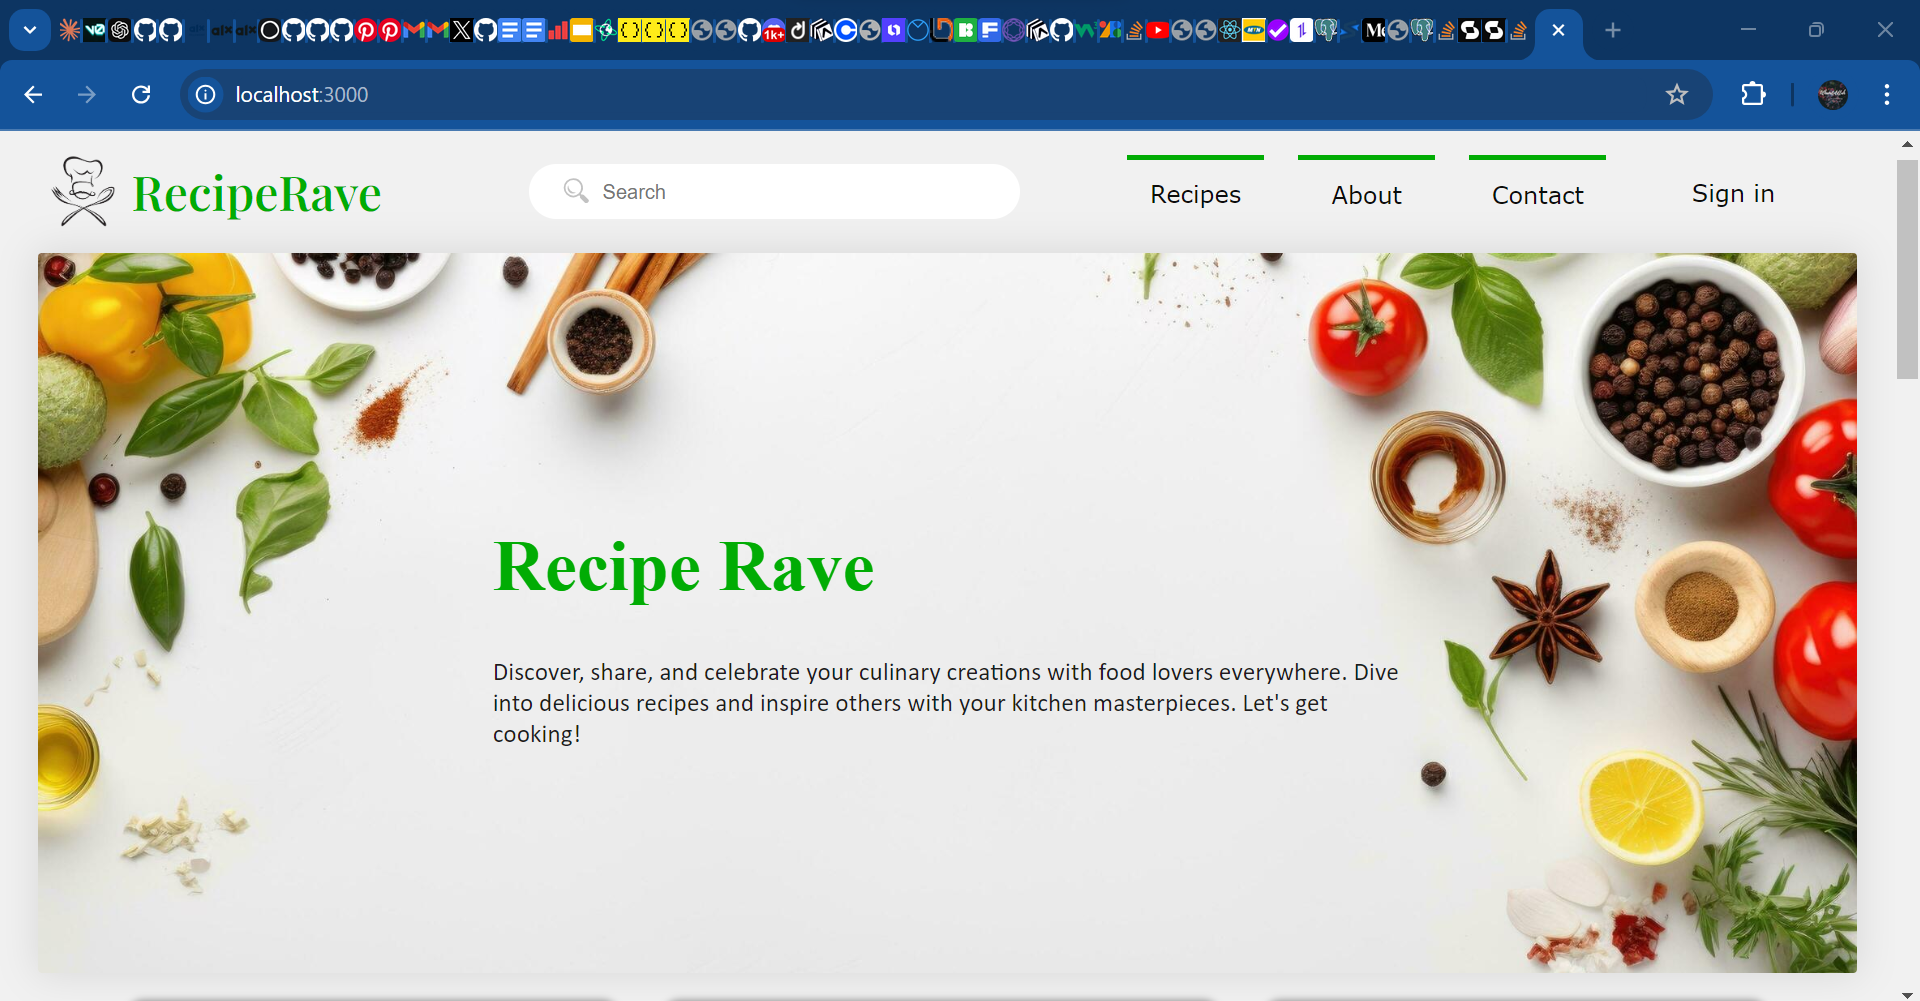 localhost:3000
RecipeRave
Search
Recipes
About
Contact
Sign in
Recipe Rave
Discover, share, and celebrate your culinary creations with food lovers everywhere. Dive
into delicious recipes and inspire others with your kitchen masterpieces. Let's get
cooking!